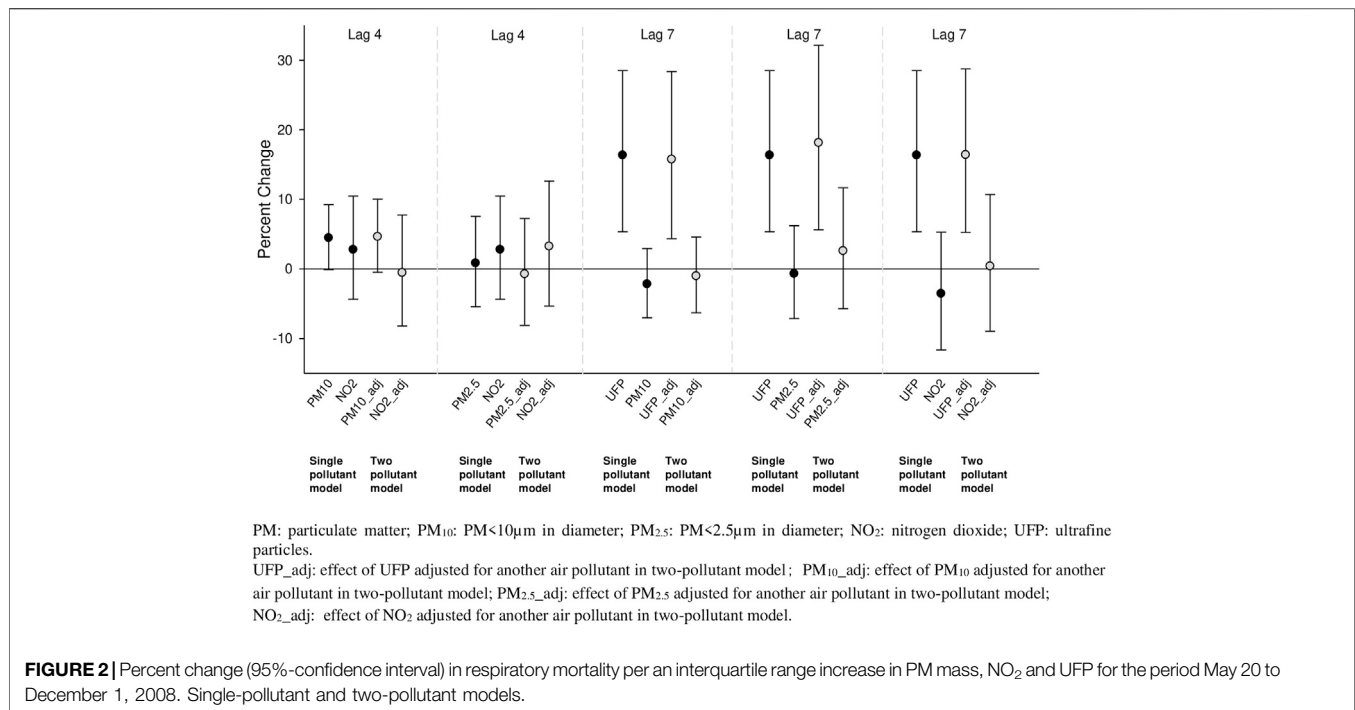 Lag 4 Lag 4 Lag 7 Lag 7 Lag 7
30
20
10
0
-10
Percent Change
PM10 NO2 PM10_adj NO2_adj PM2.5 NO2 PM2.5_adj NO2_adj UFP PM10 UFP_adj PM10_adj UFP PM2.5 UFP_adj PM2.5_adj UFP NO2 UFP_adj NO2_adj
Single Two Single Two Single Two Single Two Single Two
pollutant pollutant pollutant pollutant pollutant pollutant pollutant pollutant pollutant pollutant
model model model model model model model model model model
PM: particulate matter; PM₁₀: PM<10μm in diameter; PM₂.₅: PM<2.5μm in diameter; NO₂: nitrogen dioxide; UFP: ultrafine
particles.
UFP_adj: effect of UFP adjusted for another air pollutant in two-pollutant model; PM₁₀_adj: effect of PM₁₀ adjusted for another
air pollutant in two-pollutant model; PM₂.₅_adj: effect of PM₂.₅ adjusted for another air pollutant in two-pollutant model;
NO₂_adj: effect of NO₂ adjusted for another air pollutant in two-pollutant model.
FIGURE 2 | Percent change (95%-confidence interval) in respiratory mortality per an interquartile range increase in PM mass, NO₂ and UFP for the period May 20 to
December 1, 2008. Single-pollutant and two-pollutant models.